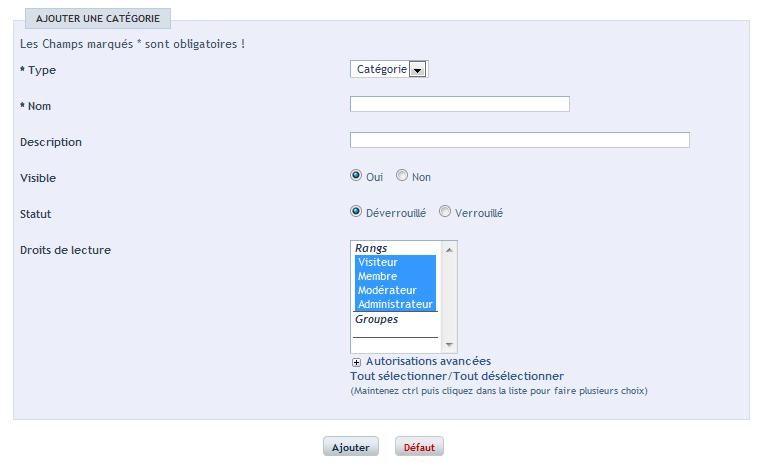 AJOUTER UNE CATÉGORIE
Les Champs marqués * sont obligatoires !
* Type
Catégorie
* Nom
Description
Visible
Oui Non
Statut
Déverrouillé Verrouillé
Droits de lecture
Rangs
Visiteur
Membre
Modérateur
Administrateur
Groupes
Autorisations avancées
Tout sélectionner/Tout désélectionner
(Maintenez ctrl puis cliquez dans la liste pour faire plusieurs choix)
Ajouter Défaut